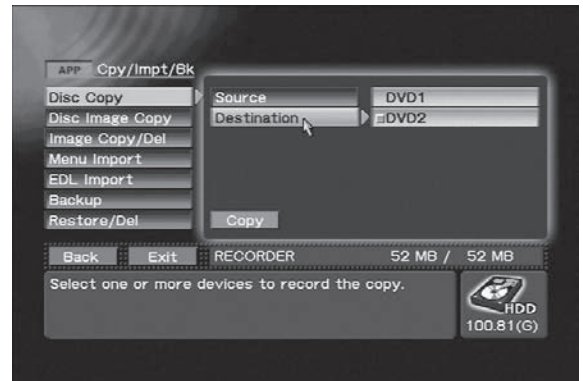 APP Cpy/Impt/Bk
Disc Copy
Disc Image Copy
Image Copy/Del
Menu Import
EDL Import
Backup
Restore/Del
Source DVD1
Destination DVD2
Copy
Back Exit RECORDER 52 MB / 52 MB
Select one or more devices to record the copy.
HDD
100.81(G)